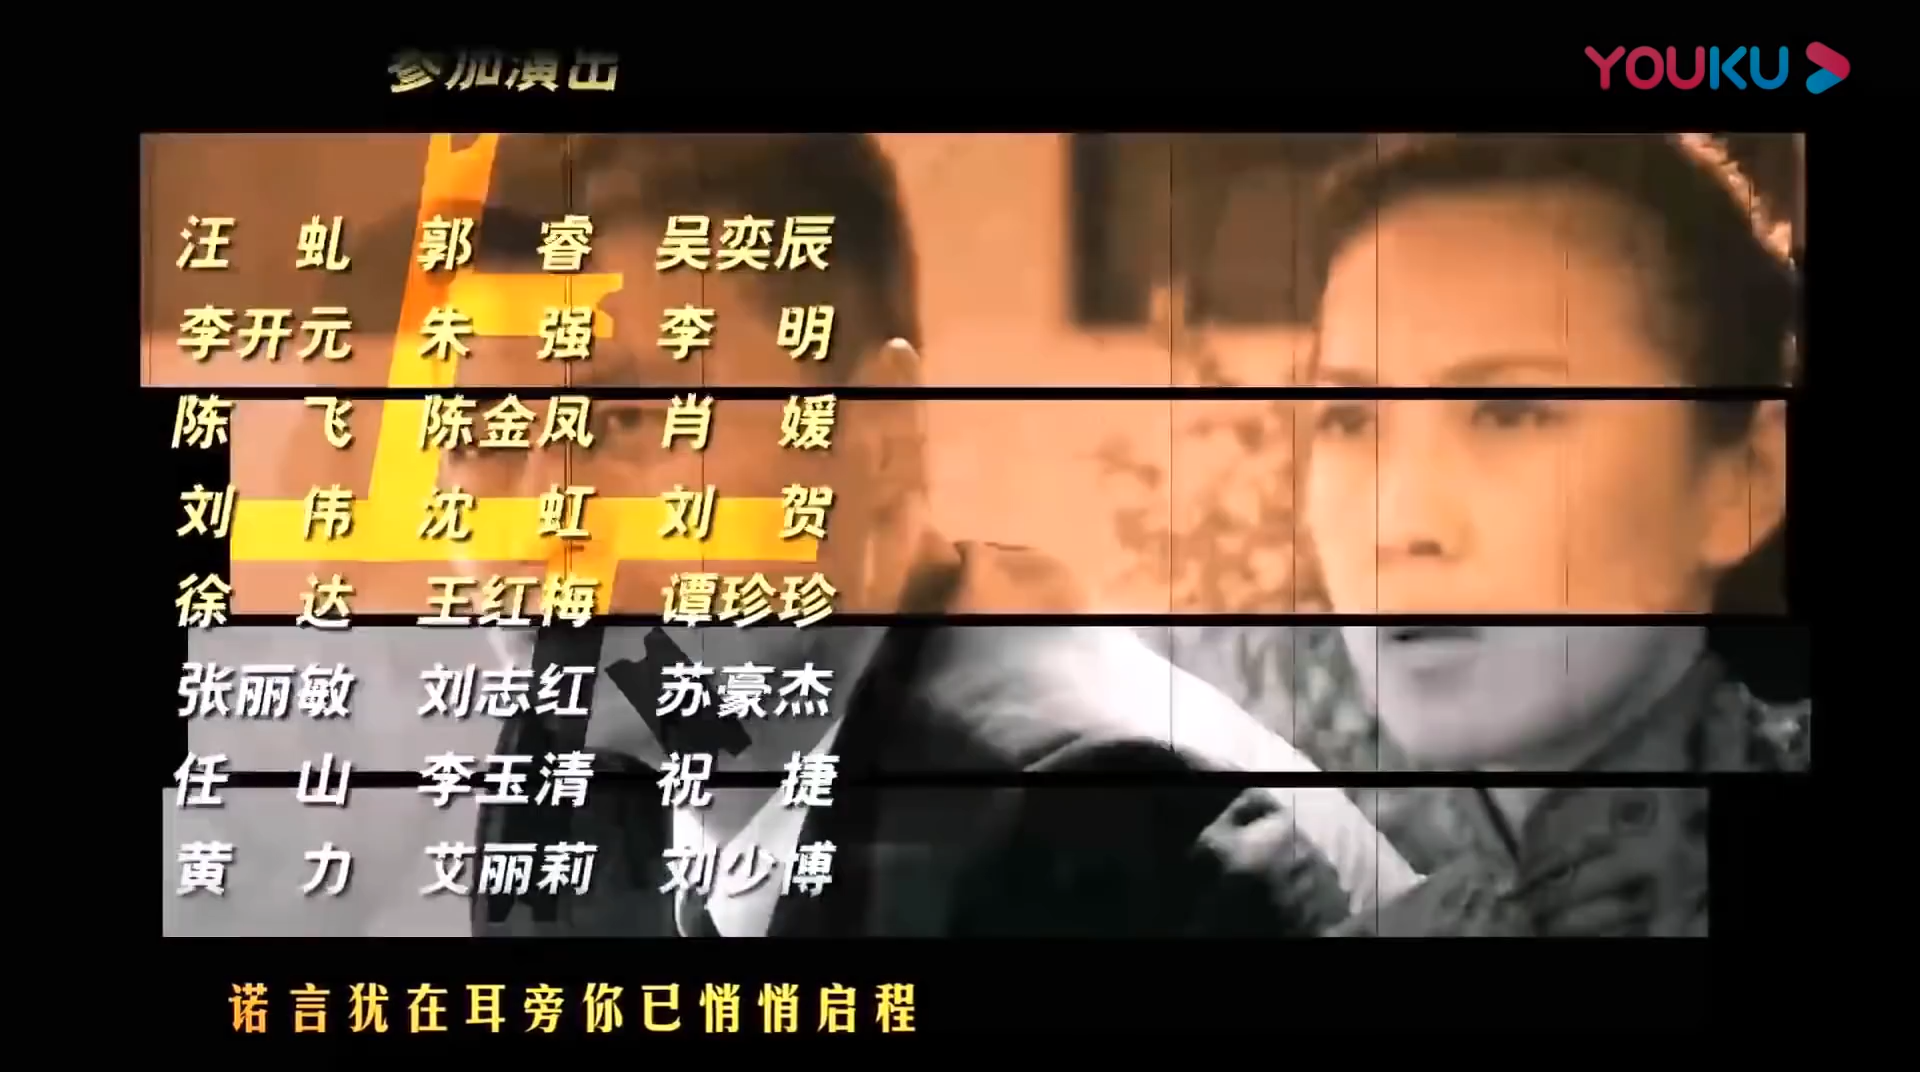 参加演出
YOUKU
汪 虬 郭 睿 吴奕辰
李开元 朱 强 李 明
陈 飞 陈金凤 肖 媛
刘 伟 沈 虹 刘 贺
徐 达 王红梅 谭珍珍
张丽敏 刘志红 苏豪杰
任 山 李玉清 祝 捷
黄 力 艾丽莉 刘少博
诺言犹在耳旁你已悄悄启程